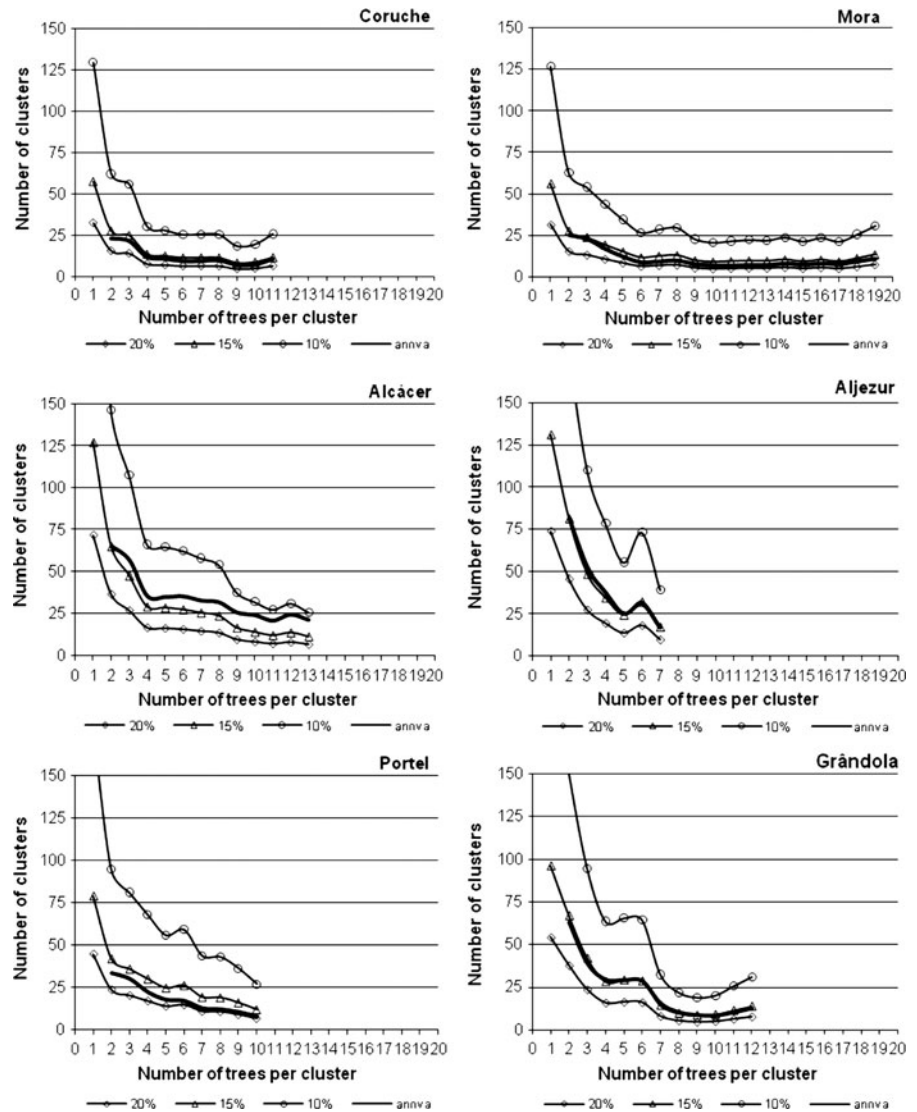 Coruche
Number of clusters
150
125
100
75
50
25
0
0 1 2 3 4 5 6 7 8 9 10 11 12 13 14 15 16 17 18 19 20
Number of trees per cluster
20% 15% 10% annva
Mora
Number of clusters
150
125
100
75
50
25
0
0 1 2 3 4 5 6 7 8 9 10 11 12 13 14 15 16 17 18 19 20
Number of trees per cluster
20% 15% 10% annva
Alcácer
Number of clusters
150
125
100
75
50
25
0
0 1 2 3 4 5 6 7 8 9 10 11 12 13 14 15 16 17 18 19 20
Number of trees per cluster
20% 15% 10% annva
Aljezur
Number of clusters
150
125
100
75
50
25
0
0 1 2 3 4 5 6 7 8 9 10 11 12 13 14 15 16 17 18 19 20
Number of trees per cluster
20% 15% 10% annva
Portel
Number of clusters
150
125
100
75
50
25
0
0 1 2 3 4 5 6 7 8 9 10 11 12 13 14 15 16 17 18 19 20
Number of trees per cluster
20% 15% 10% annva
Grândola
Number of clusters
150
125
100
75
50
25
0
0 1 2 3 4 5 6 7 8 9 10 11 12 13 14 15 16 17 18 19 20
Number of trees per cluster
20% 15% 10% annva